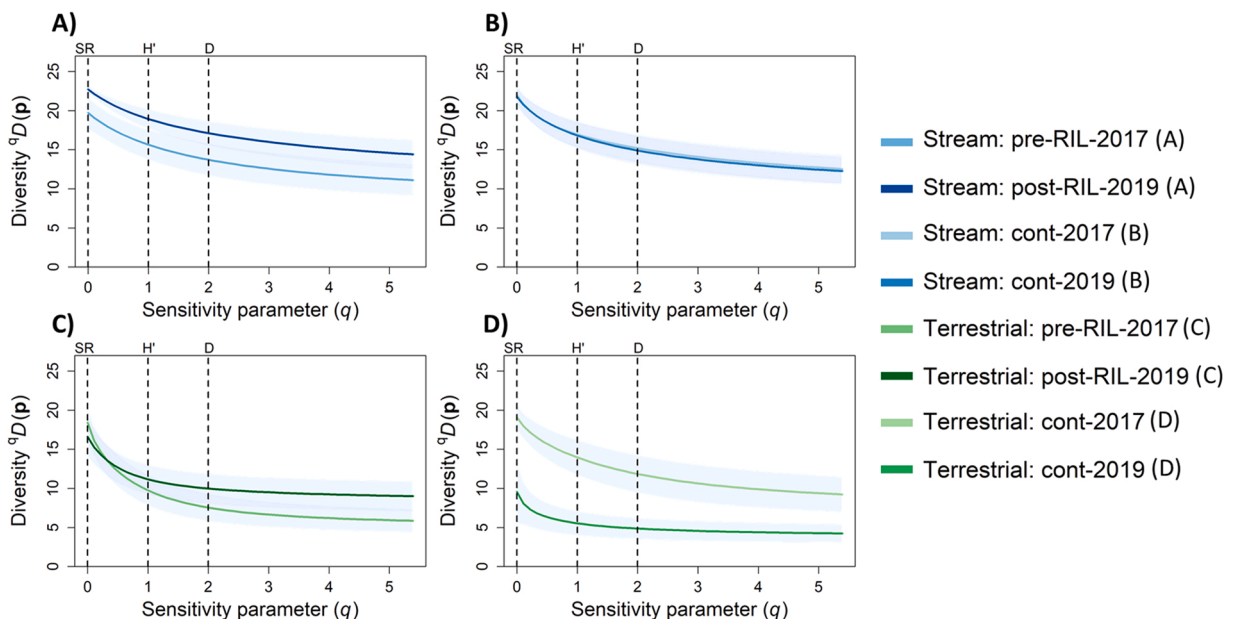 A)
SR H' D
Diversity qD(p)
25
20
15
10
5
0
0 1 2 3 4 5
Sensitivity parameter (q)
B)
SR H' D
Diversity qD(p)
25
20
15
10
5
0
0 1 2 3 4 5
Sensitivity parameter (q)
C)
SR H' D
Diversity qD(p)
25
20
15
10
5
0
0 1 2 3 4 5
Sensitivity parameter (q)
D)
SR H' D
Diversity qD(p)
25
20
15
10
5
0
0 1 2 3 4 5
Sensitivity parameter (q)
Stream: pre-RIL-2017 (A)
Stream: post-RIL-2019 (A)
Stream: cont-2017 (B)
Stream: cont-2019 (B)
Terrestrial: pre-RIL-2017 (C)
Terrestrial: post-RIL-2019 (C)
Terrestrial: cont-2017 (D)
Terrestrial: cont-2019 (D)